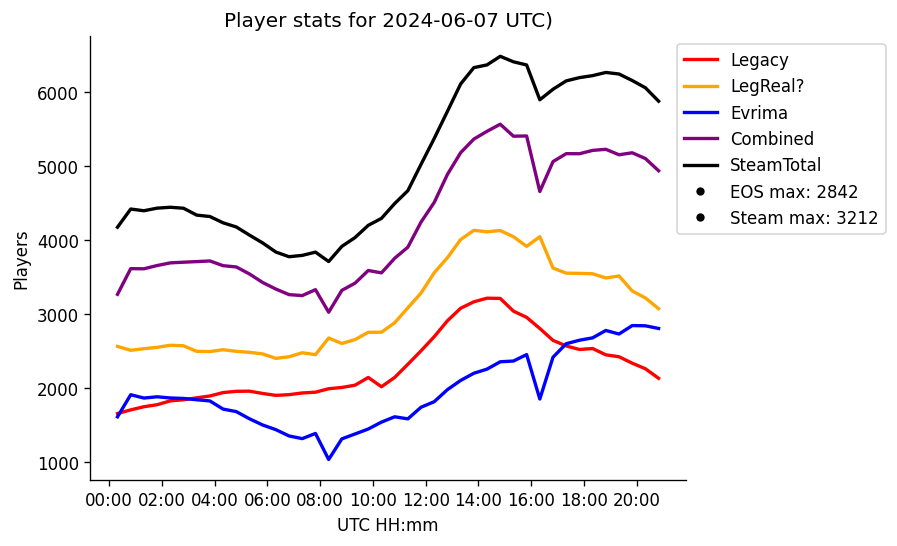 Player stats for 2024-06-07 UTC)
Legacy
LegReal?
Evrima
Combined
SteamTotal
EOS max: 2842
Steam max: 3212
Players
6000
5000
4000
3000
2000
1000
00:00 02:00 04:00 06:00 08:00 10:00 12:00 14:00 16:00 18:00 20:00
UTC HH:mm